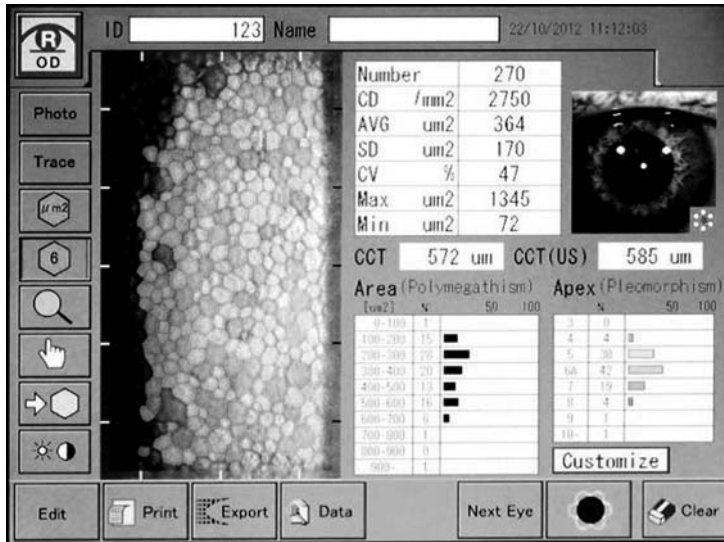 R
OD
ID 123 Name 22/10/2012 11:12:03
Photo
Trace
μm2
6
Number 270
CD /mm2 2750
AVG um2 364
SD um2 170
CV % 47
Max um2 1345
Min um2 72
CCT 572 um CCT(US) 585 um
Area (Polymegathism)
[um2] % 50 100
0-100 1
100-200 15
200-300 28
300-400 20
400-500 13
500-600 16
600-700 6
700-800 1
800-900 0
900- 1
Apex (Pleomorphism)
% 50 100
3 0
4 4
5 30
6A 42
7 19
8 4
9 1
10- 1
Customize
Edit Print Export Data Next Eye Clear